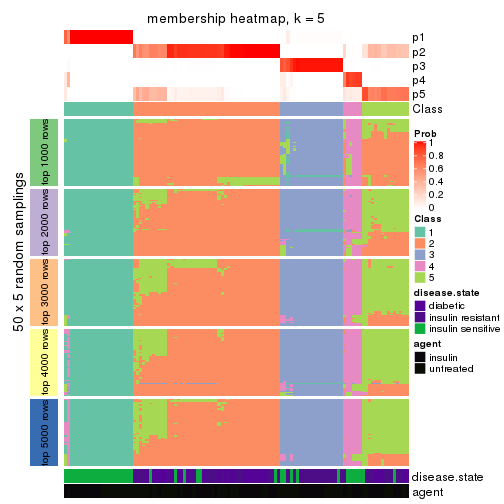 membership heatmap, k = 5
p1
p2
p3
p4
p5
Class
50 x 5 random samplings
top 1000 rows
top 2000 rows
top 3000 rows
top 4000 rows
top 5000 rows
Prob
1
0.8
0.6
0.4
0.2
0
Class
1
2
3
4
5
disease.state
diabetic
insulin resistant
insulin sensitive
agent
insulin
untreated
disease.state
agent